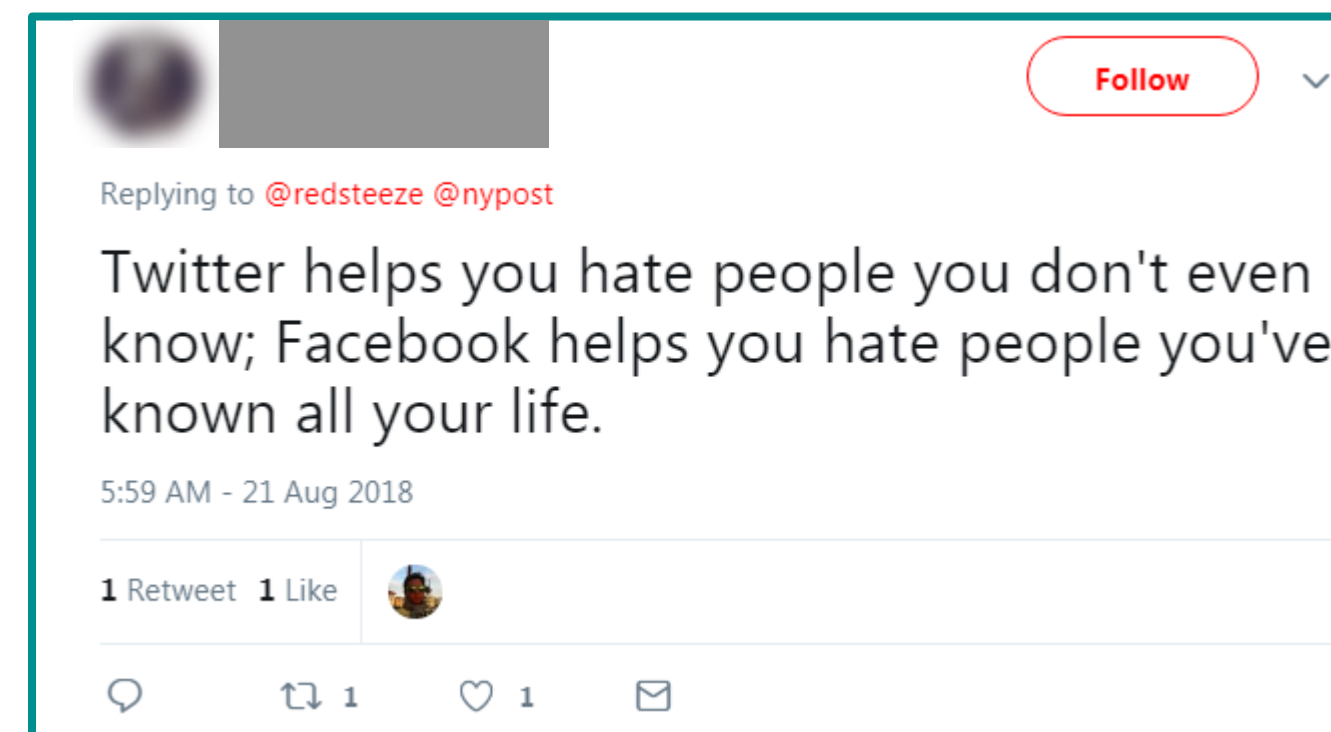 Follow
Replying to @redsteeze @nypost
Twitter helps you hate people you don't even
know; Facebook helps you hate people you've
known all your life.
5:59 AM - 21 Aug 2018
1 Retweet 1 Like
1 1